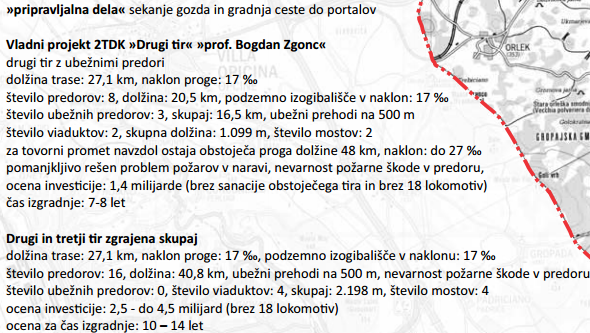 »pripravljalna dela« sekanje gozda in gradnja ceste do portalov
Vladni projekt 2TDK »Drugi tir« »prof. Bogdan Zgonc«
drugi tir z ubežnimi predori
dolžina trase: 27,1 km, naklon proge: 17 ‰
število predorov: 8, dolžina: 20,5 km, podzemno izogibališče v naklon: 17 ‰
število ubežnih predorov: 3, skupaj: 16,5 km, ubežni prehodi na 500 m
število viaduktov: 2, skupna dolžina: 1.099 m, število mostov: 2
za tovorni promet navzdol ostaja obstoječa proga dolžine 48 km, naklon: do 27 ‰
pomanjkljivo rešen problem požarov v naravi, nevarnost požarne škode v predoru,
ocena investicije: 1,4 milijarde (brez sanacije obstoječega tira in brez 18 lokomotiv)
čas izgradnje: 7-8 let
Drugi in tretji tir zgrajena skupaj
dolžina trase: 27,1 km, naklon proge: 17 ‰, podzemno izogibališče v naklonu: 17 ‰
število predorov: 16, dolžina: 40,8 km, ubežni prehodi na 500 m, nevarnost požarne škode v predoru
število ubežnih predorov: 0, število viaduktov: 4, skupaj: 2.198 m, število mostov: 4
ocena investicije: 2,5 - do 4,5 milijard (brez 18 lokomotiv)
ocena za čas izgradnje: 10 – 14 let
VILLA
OPICINA
ORLEK
GROPAJSKA GM
GROPADA
PADRICIANO